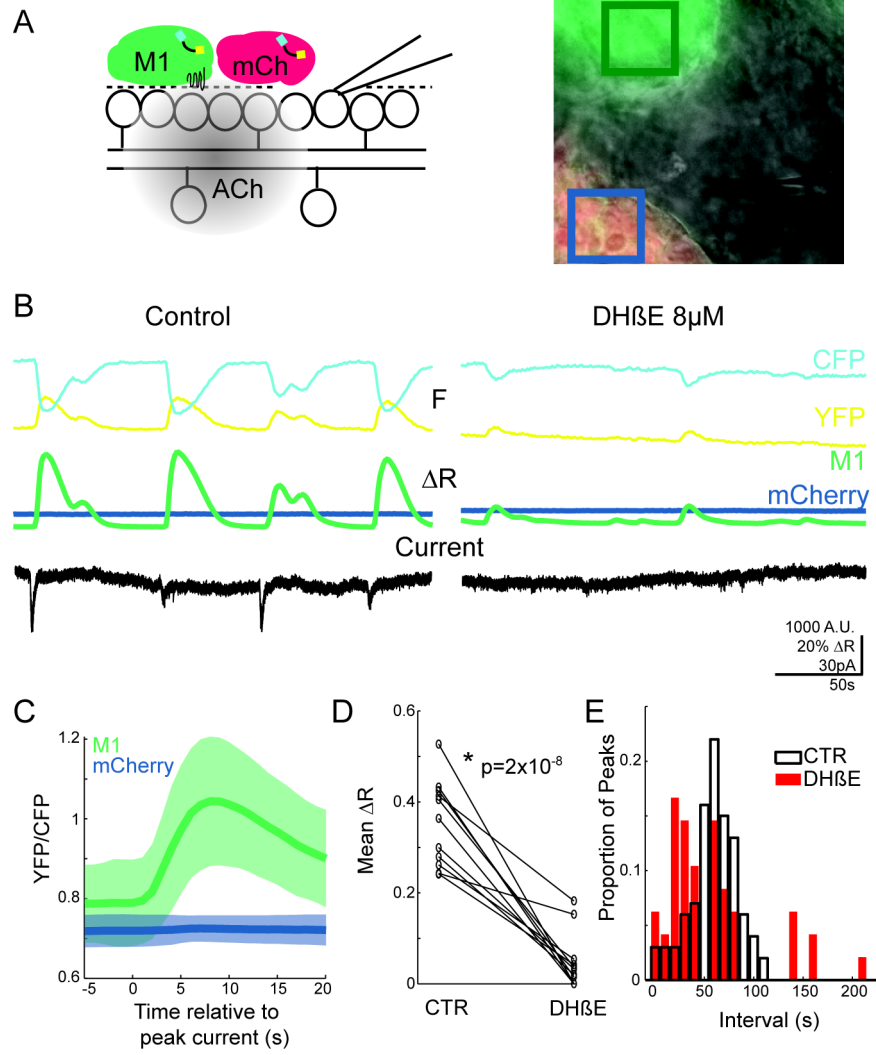 A
M1
mCh
ACh
B
Control
DHßE 8µM
CFP
F
YFP
M1
ΔR
mCherry
Current
1000 A.U.
20% ΔR
30pA
50s
C
D
E
1.2
1
0.8
0.6
YFP/CFP
M1
mCherry
-5
0
5
10
15
20
Time relative to
peak current (s)
0.6
0.4
0.2
0
Mean ΔR
* p=2x10-8
CTR
DHßE
Proportion of Peaks
0.2
0.1
0
CTR
DHßE
0
50
100
150
200
Interval (s)